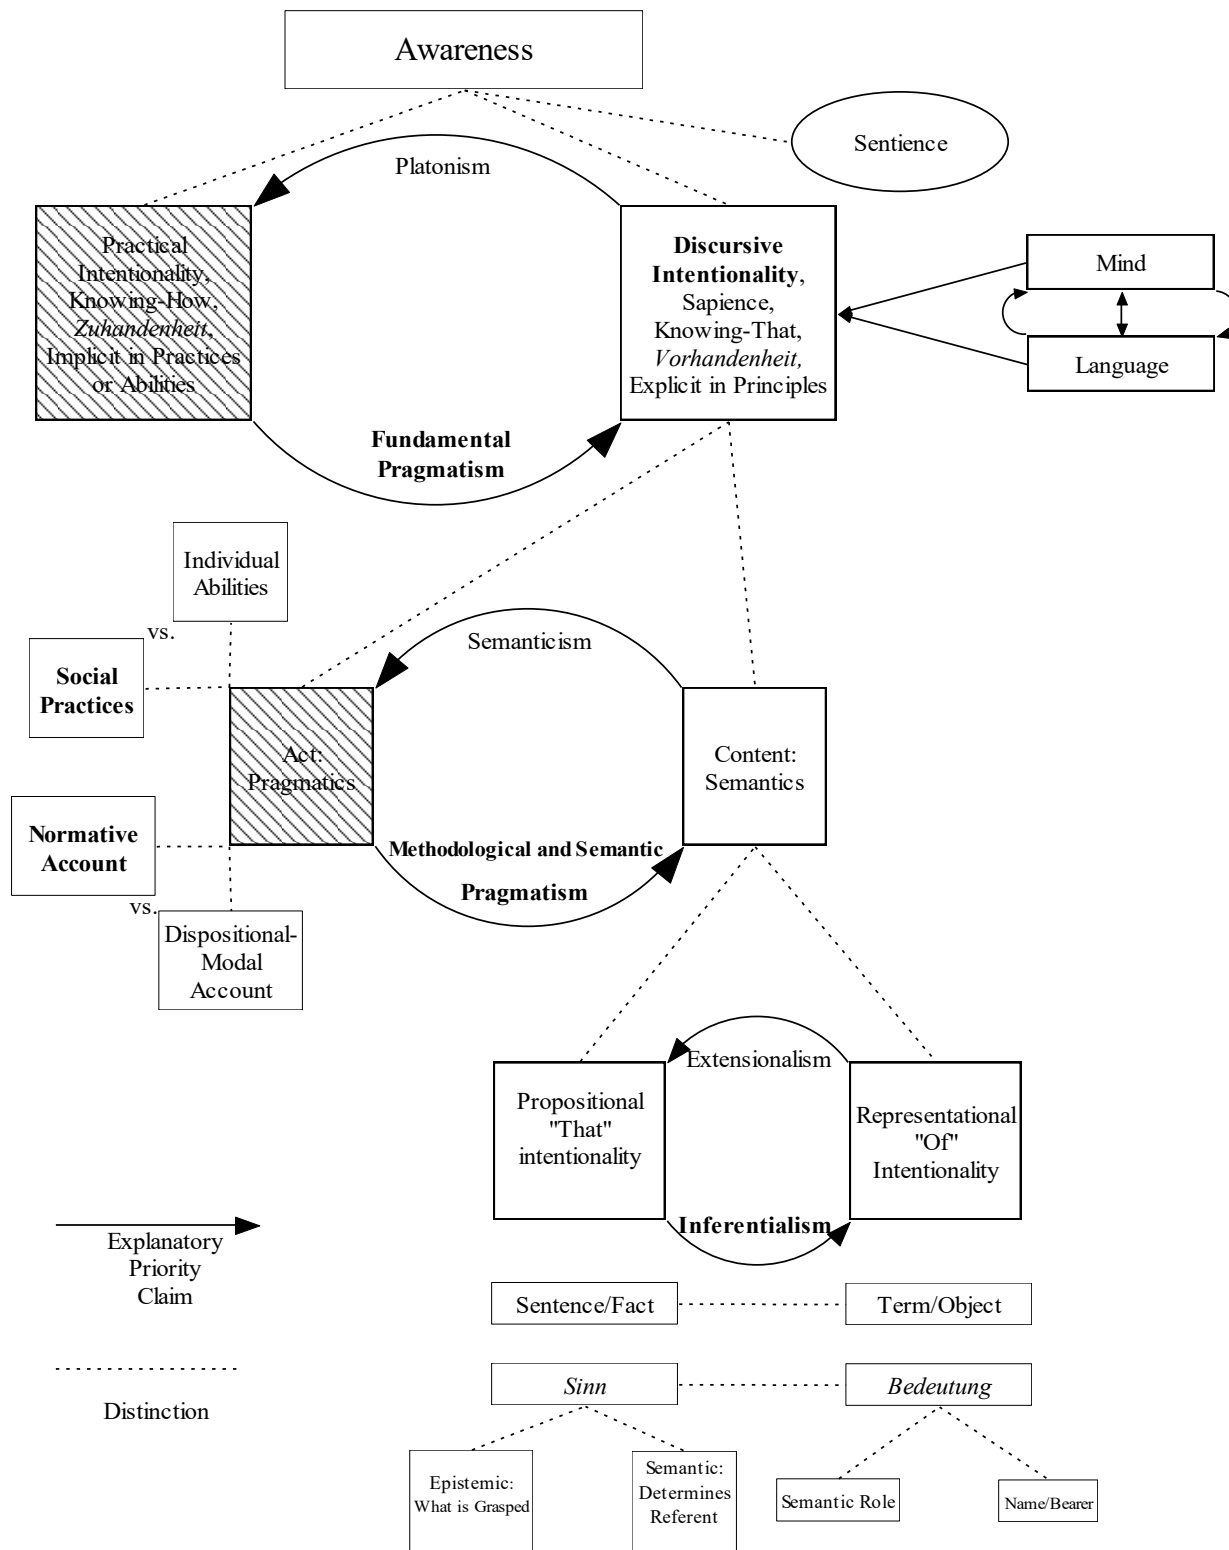 Awareness
Sentience
Platonism
Practical
Intentionality,
Knowing-How,
Zuhandenheit,
Implicit in Practices
or Abilities
Discursive
Intentionality,
Sapience,
Knowing-That,
Vorhandenheit,
Explicit in Principles
Mind
Language
Fundamental
Pragmatism
Individual
Abilities
vs.
Social
Practices
Semanticism
Act:
Pragmatics
Content:
Semantics
Normative
Account
vs.
Dispositional-
Modal
Account
Methodological and Semantic
Pragmatism
Extensionalism
Propositional
"That"
intentionality
Representational
"Of"
Intentionality
Inferentialism
Explanatory
Priority
Claim
Sentence/Fact
Term/Object
Distinction
Sinn
Bedeutung
Epistemic:
What is Grasped
Semantic:
Determines
Referent
Semantic Role
Name/Bearer